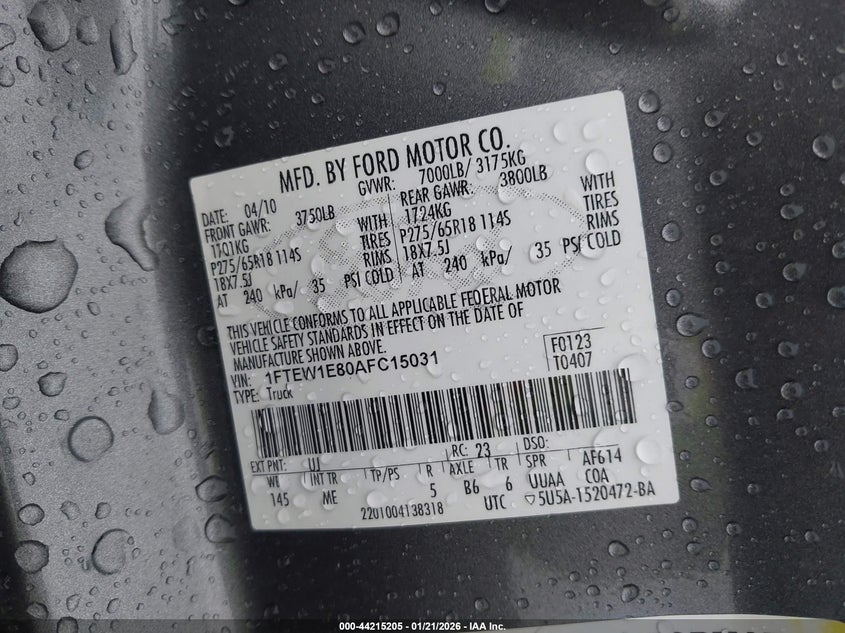 MFD. BY FORD MOTOR CO.
DATE: 04/10 GVWR: 7000LB/ 3175KG
FRONT GAWR: 3750LB REAR GAWR: 3800LB
1701KG WITH 1724KG WITH
P275/65R18 114S TIRES P275/65R18 114S TIRES
18X7.5J RIMS 18X7.5J RIMS
AT 240 kPa/ 35 PSI COLD AT 240 kPa/ 35 PSI COLD
THIS VEHICLE CONFORMS TO ALL APPLICABLE FEDERAL MOTOR
VEHICLE SAFETY STANDARDS IN EFFECT ON THE DATE OF
MANUFACTURE SHOWN ABOVE.
VIN: 1FTEW1E80AFC15031 F0123
TYPE: Truck T0407
EXT PNT: UJ RC: 23 DSO:
WB INT TR TP/PS R AXLE TR SPR AF614
145 ME 5 B6 6 UUAA COA
2201004138318 UTC 5U5A-1520472-BA
000-44215205 - 01/21/2026 - IAA Inc.